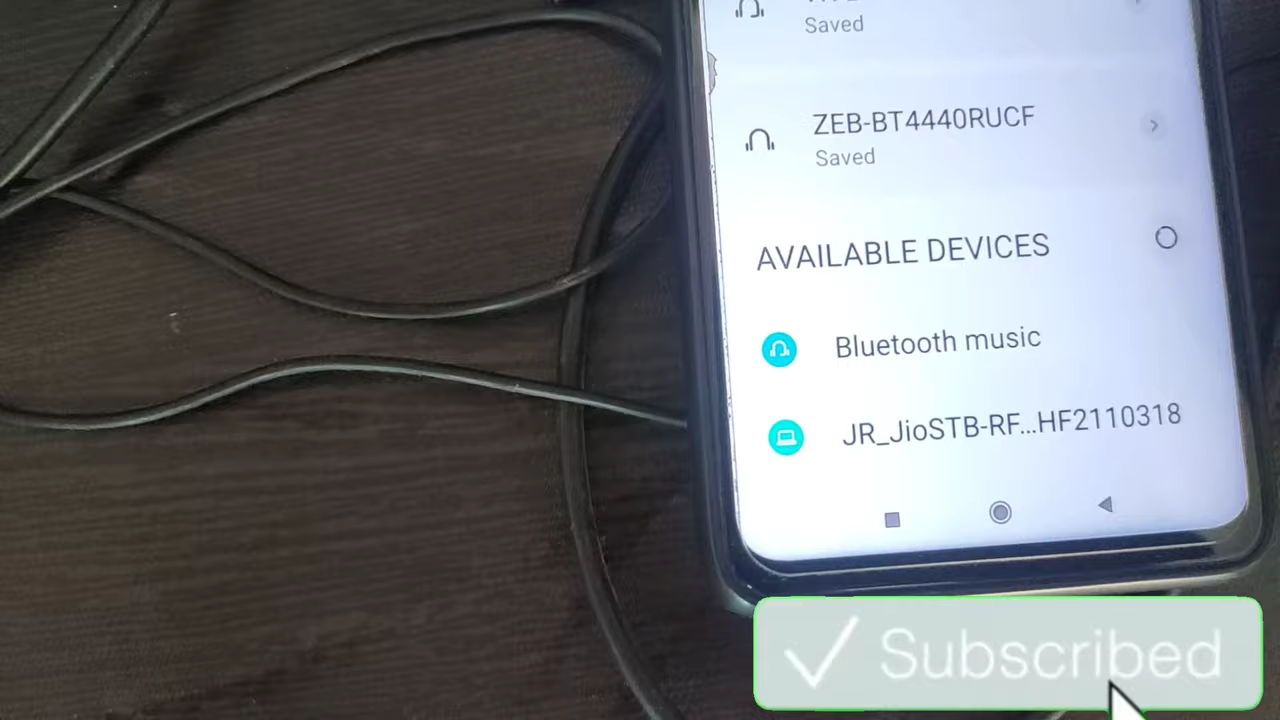 Saved
ZEB-BT4440RUCF
Saved
AVAILABLE DEVICES
Bluetooth music
JR_JioSTB-RF...HF2110318
Subscribed